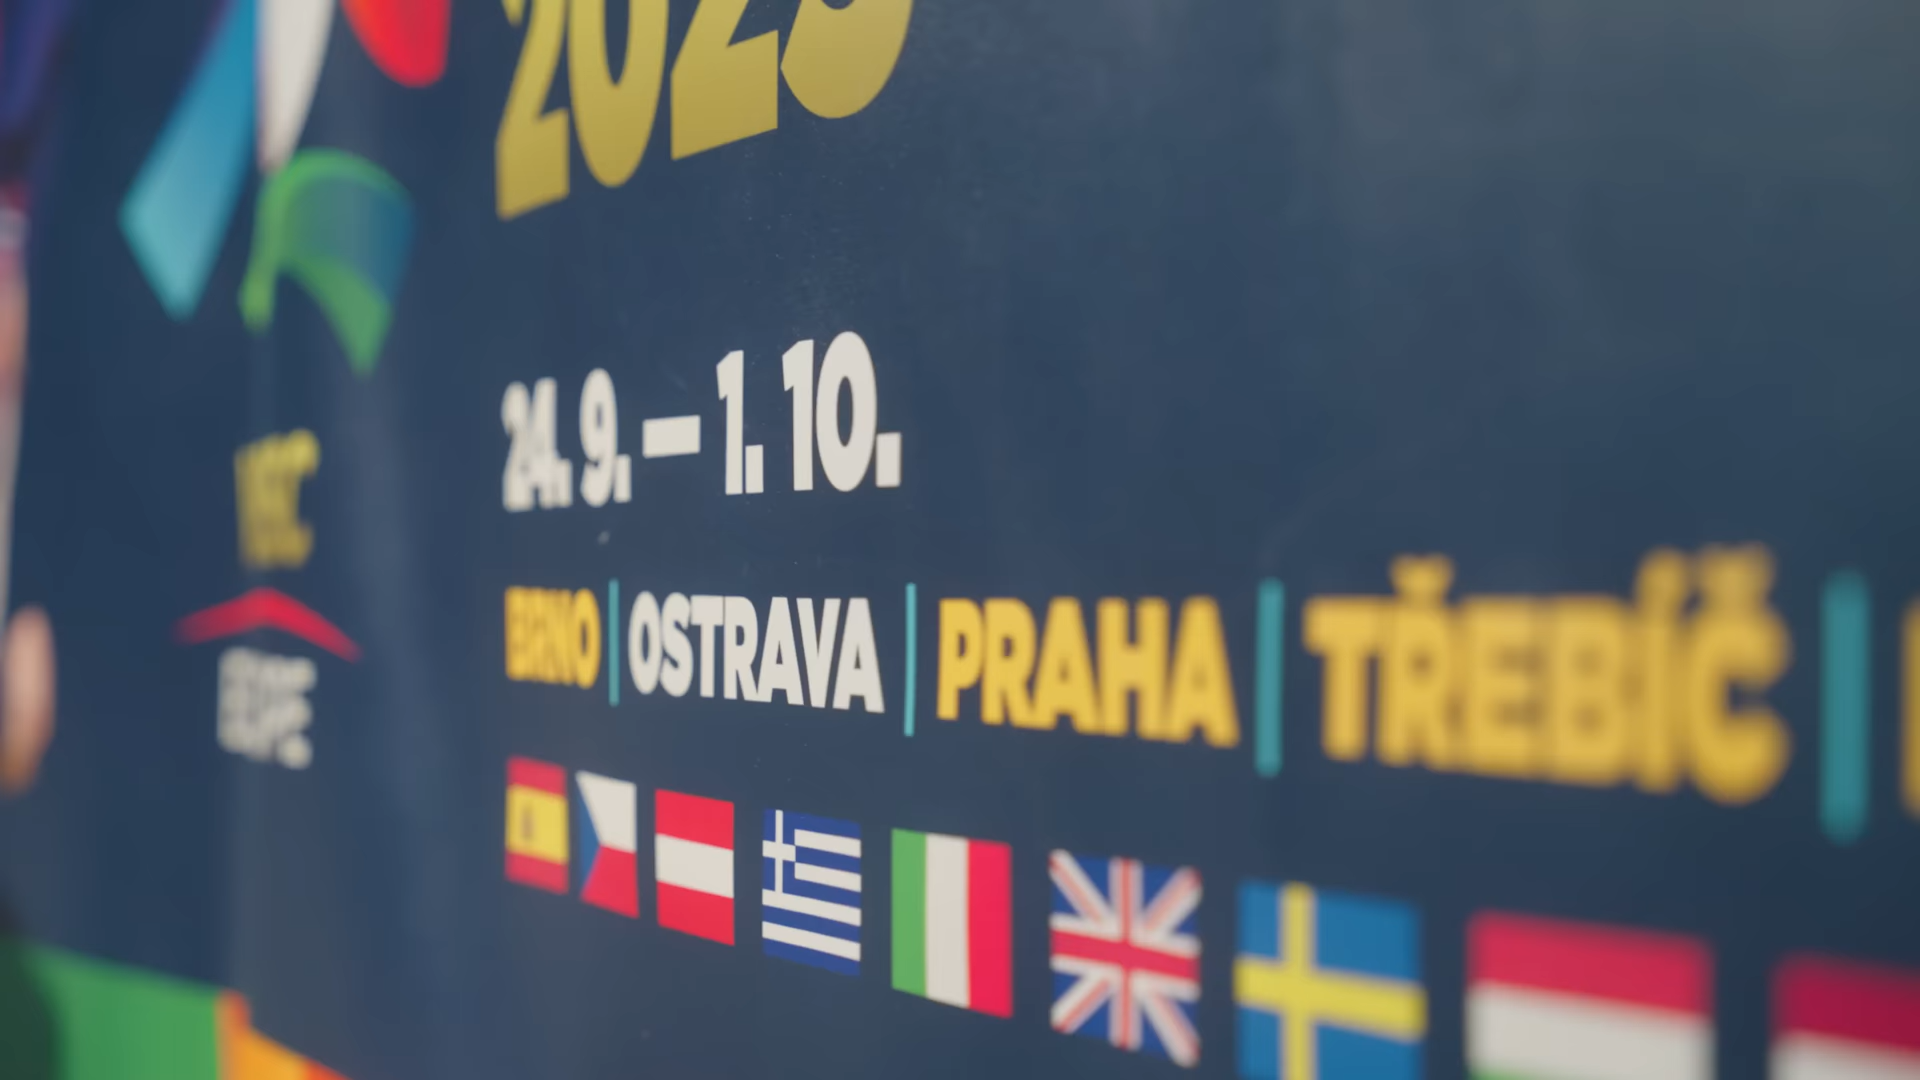 2023
24. 9. – 1. 10.
BRNO | OSTRAVA | PRAHA | TŘEBÍČ |